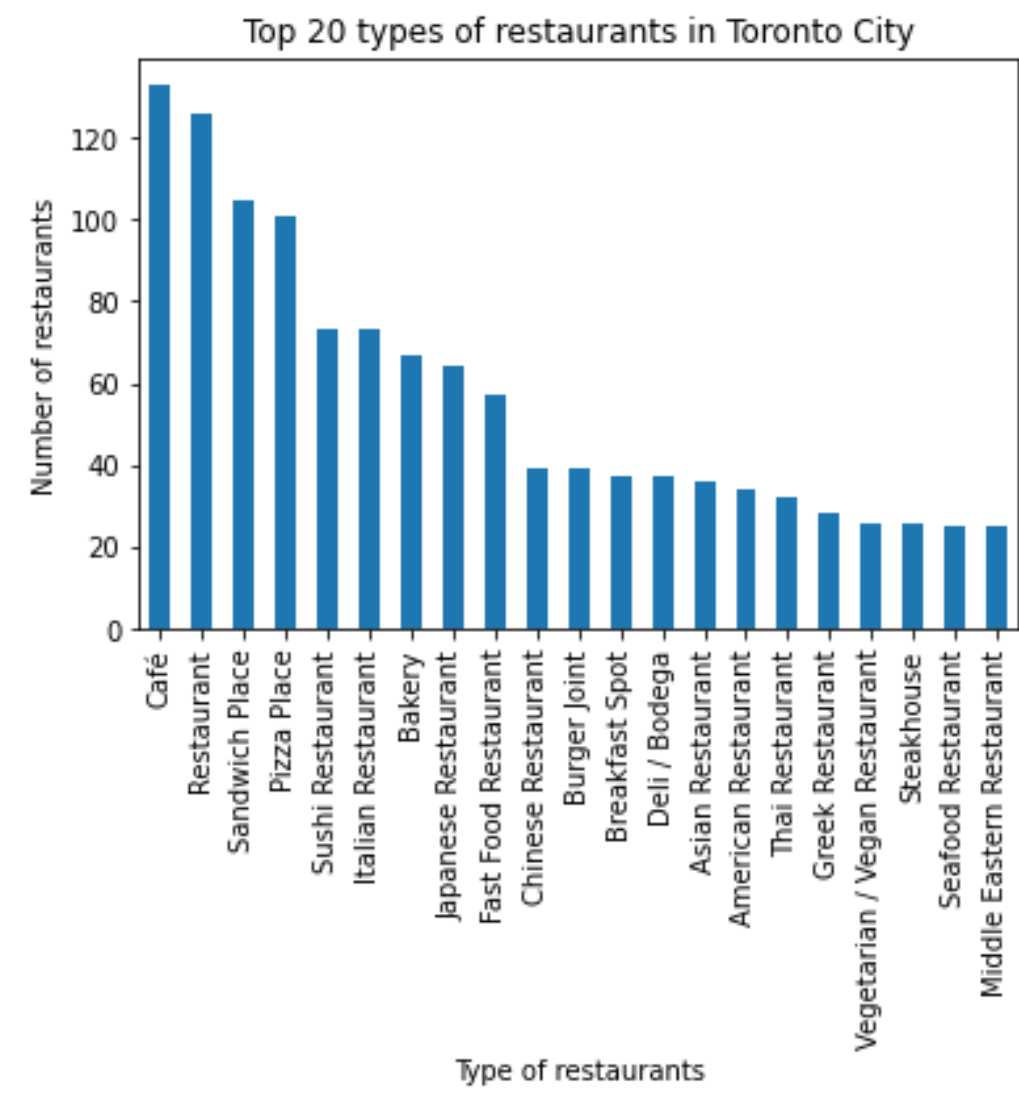 Top 20 types of restaurants in Toronto City
Number of restaurants
120
100
80
60
40
20
0
Café
Restaurant
Sandwich Place
Pizza Place
Sushi Restaurant
Italian Restaurant
Bakery
Japanese Restaurant
Fast Food Restaurant
Chinese Restaurant
Burger Joint
Breakfast Spot
Deli / Bodega
Asian Restaurant
American Restaurant
Thai Restaurant
Greek Restaurant
Vegetarian / Vegan Restaurant
Steakhouse
Seafood Restaurant
Middle Eastern Restaurant
Type of restaurants